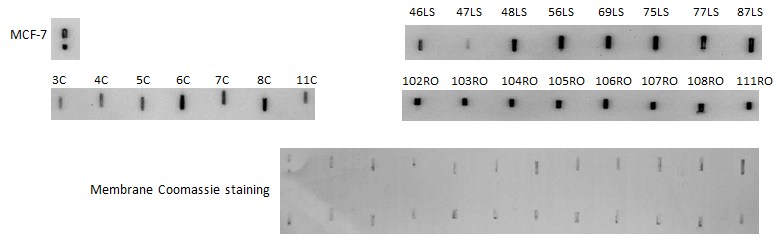 46LS 47LS 48LS 56LS 69LS 75LS 77LS 87LS
MCF-7
3C 4C 5C 6C 7C 8C 11C
102RO 103RO 104RO 105RO 106RO 107RO 108RO 111RO
Membrane Coomassie staining